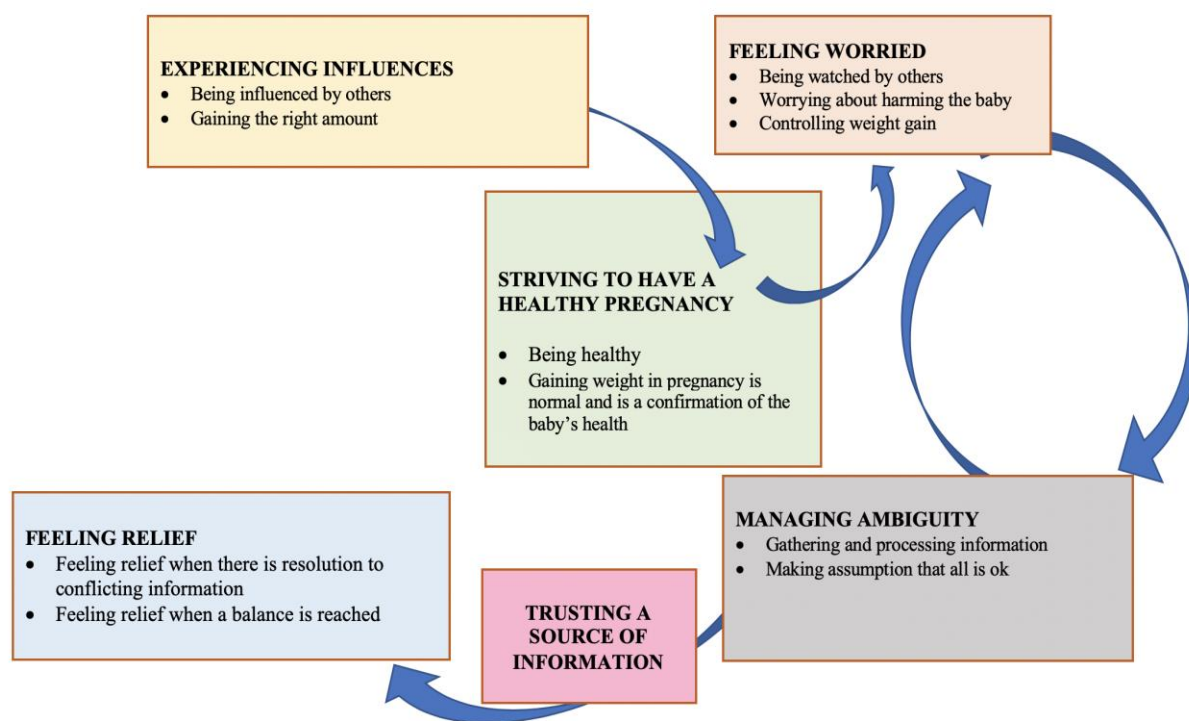 EXPERIENCING INFLUENCES
• Being influenced by others
• Gaining the right amount
FEELING WORRIED
• Being watched by others
• Worrying about harming the baby
• Controlling weight gain
STRIVING TO HAVE A
HEALTHY PREGNANCY
• Being healthy
• Gaining weight in pregnancy is
normal and is a confirmation of the
baby’s health
MANAGING AMBIGUITY
• Gathering and processing information
• Making assumption that all is ok
TRUSTING A
SOURCE OF
INFORMATION
FEELING RELIEF
• Feeling relief when there is resolution to
conflicting information
• Feeling relief when a balance is reached